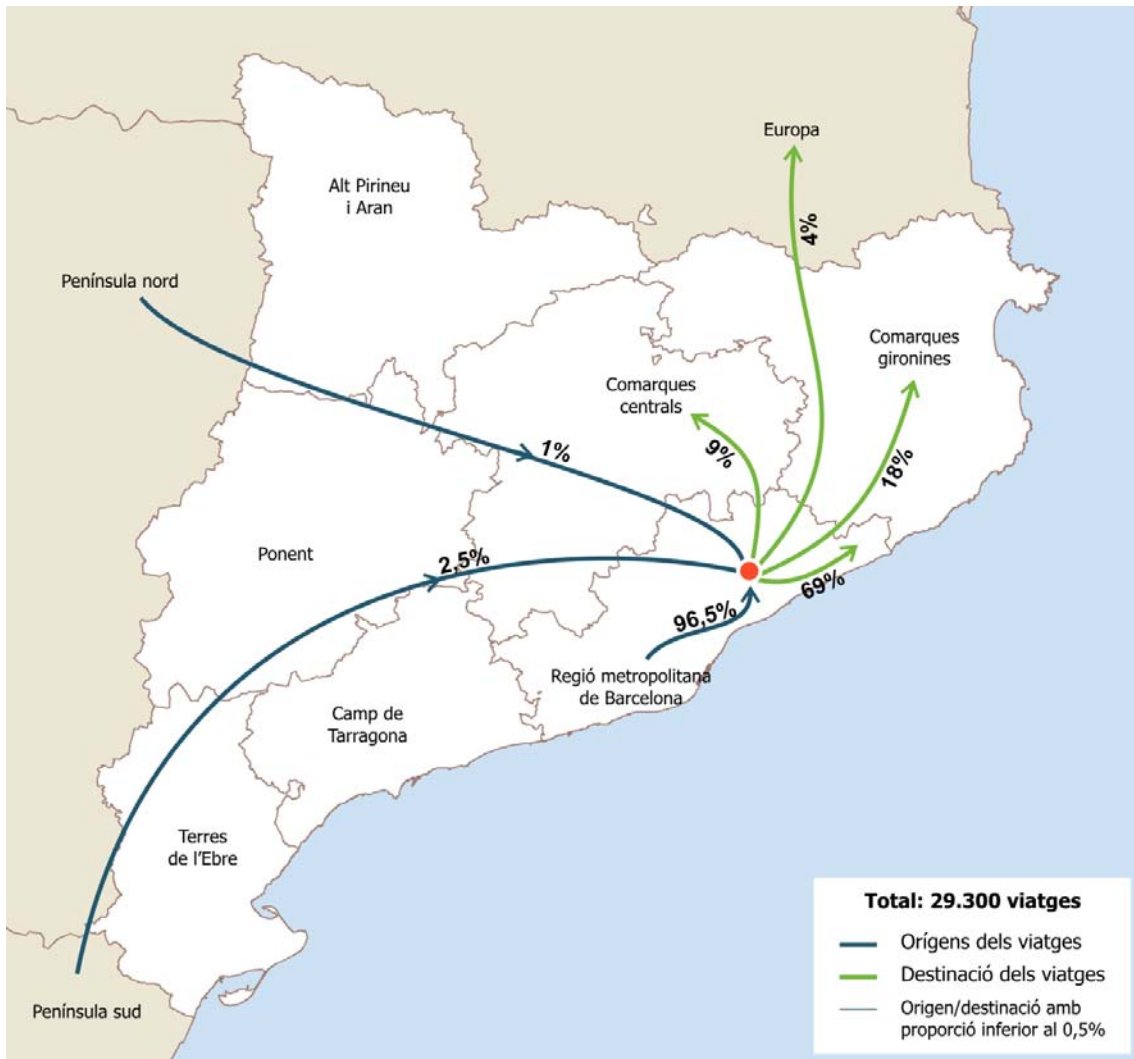 Europa
Alt Pirineu
i Aran
4%
Península nord
Comarques
gironines
Comarques
centrals
1%
9%
18%
Ponent
2,5%
69%
96,5%
Regió metropolitana
de Barcelona
Camp de
Tarragona
Terres
de l'Ebre
Península sud
Total: 29.300 viatges
Orígens dels viatges
Destinació dels viatges
Origen/destinació amb
proporció inferior al 0,5%